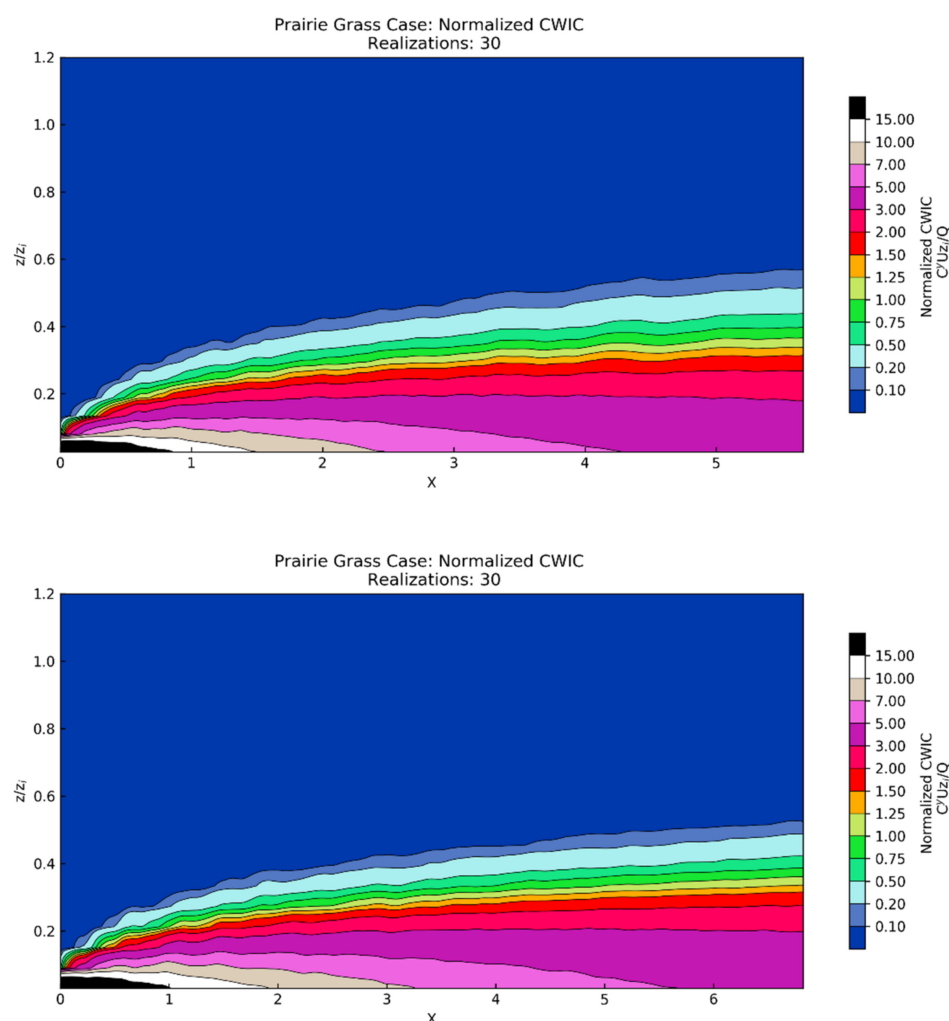 Prairie Grass Case: Normalized CWIC
Realizations: 30
1.2
1.0
0.8
0.6
0.4
0.2
z/zᵢ
0 1 2 3 4 5
X
15.00
10.00
7.00
5.00
3.00
2.00
1.50
1.25
1.00
0.75
0.50
0.20
0.10
Normalized CWIC
CʸUzᵢ/Q
Prairie Grass Case: Normalized CWIC
Realizations: 30
1.2
1.0
0.8
0.6
0.4
0.2
z/zᵢ
0 1 2 3 4 5 6
X
15.00
10.00
7.00
5.00
3.00
2.00
1.50
1.25
1.00
0.75
0.50
0.20
0.10
Normalized CWIC
CʸUzᵢ/Q